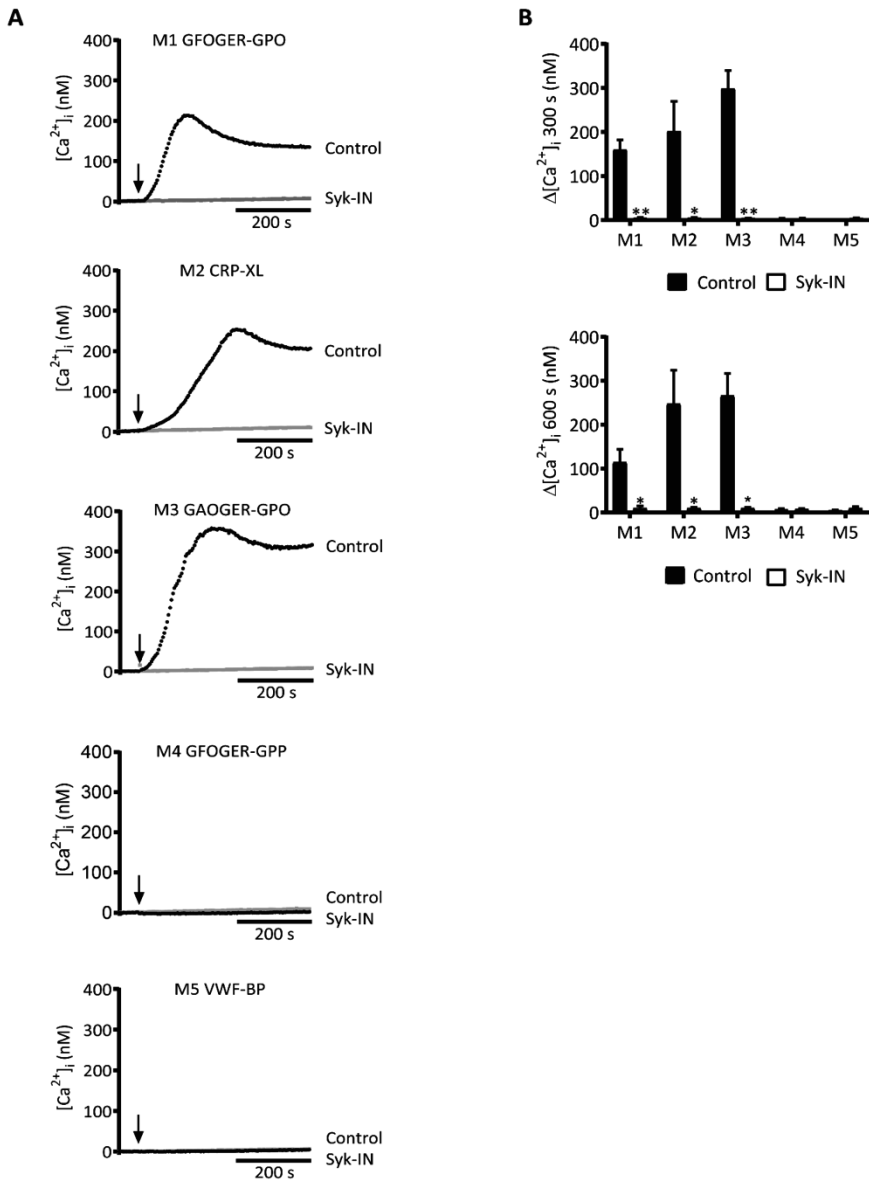 A
M1 GFOGER-GPO
400
300
200
100
0
[Ca²⁺]ᵢ (nM)
Control
Syk-IN
200 s
M2 CRP-XL
400
300
200
100
0
[Ca²⁺]ᵢ (nM)
Control
Syk-IN
200 s
M3 GAOGER-GPO
400
300
200
100
0
[Ca²⁺]ᵢ (nM)
Control
Syk-IN
200 s
M4 GFOGER-GPP
400
300
200
100
0
[Ca²⁺]ᵢ (nM)
Control
Syk-IN
200 s
M5 VWF-BP
400
300
200
100
0
[Ca²⁺]ᵢ (nM)
Control
Syk-IN
200 s
B
400
300
200
100
0
Δ[Ca²⁺]ᵢ 300 s (nM)
** * **
M1 M2 M3 M4 M5
Control Syk-IN
400
300
200
100
0
Δ[Ca²⁺]ᵢ 600 s (nM)
* * *
M1 M2 M3 M4 M5
Control Syk-IN